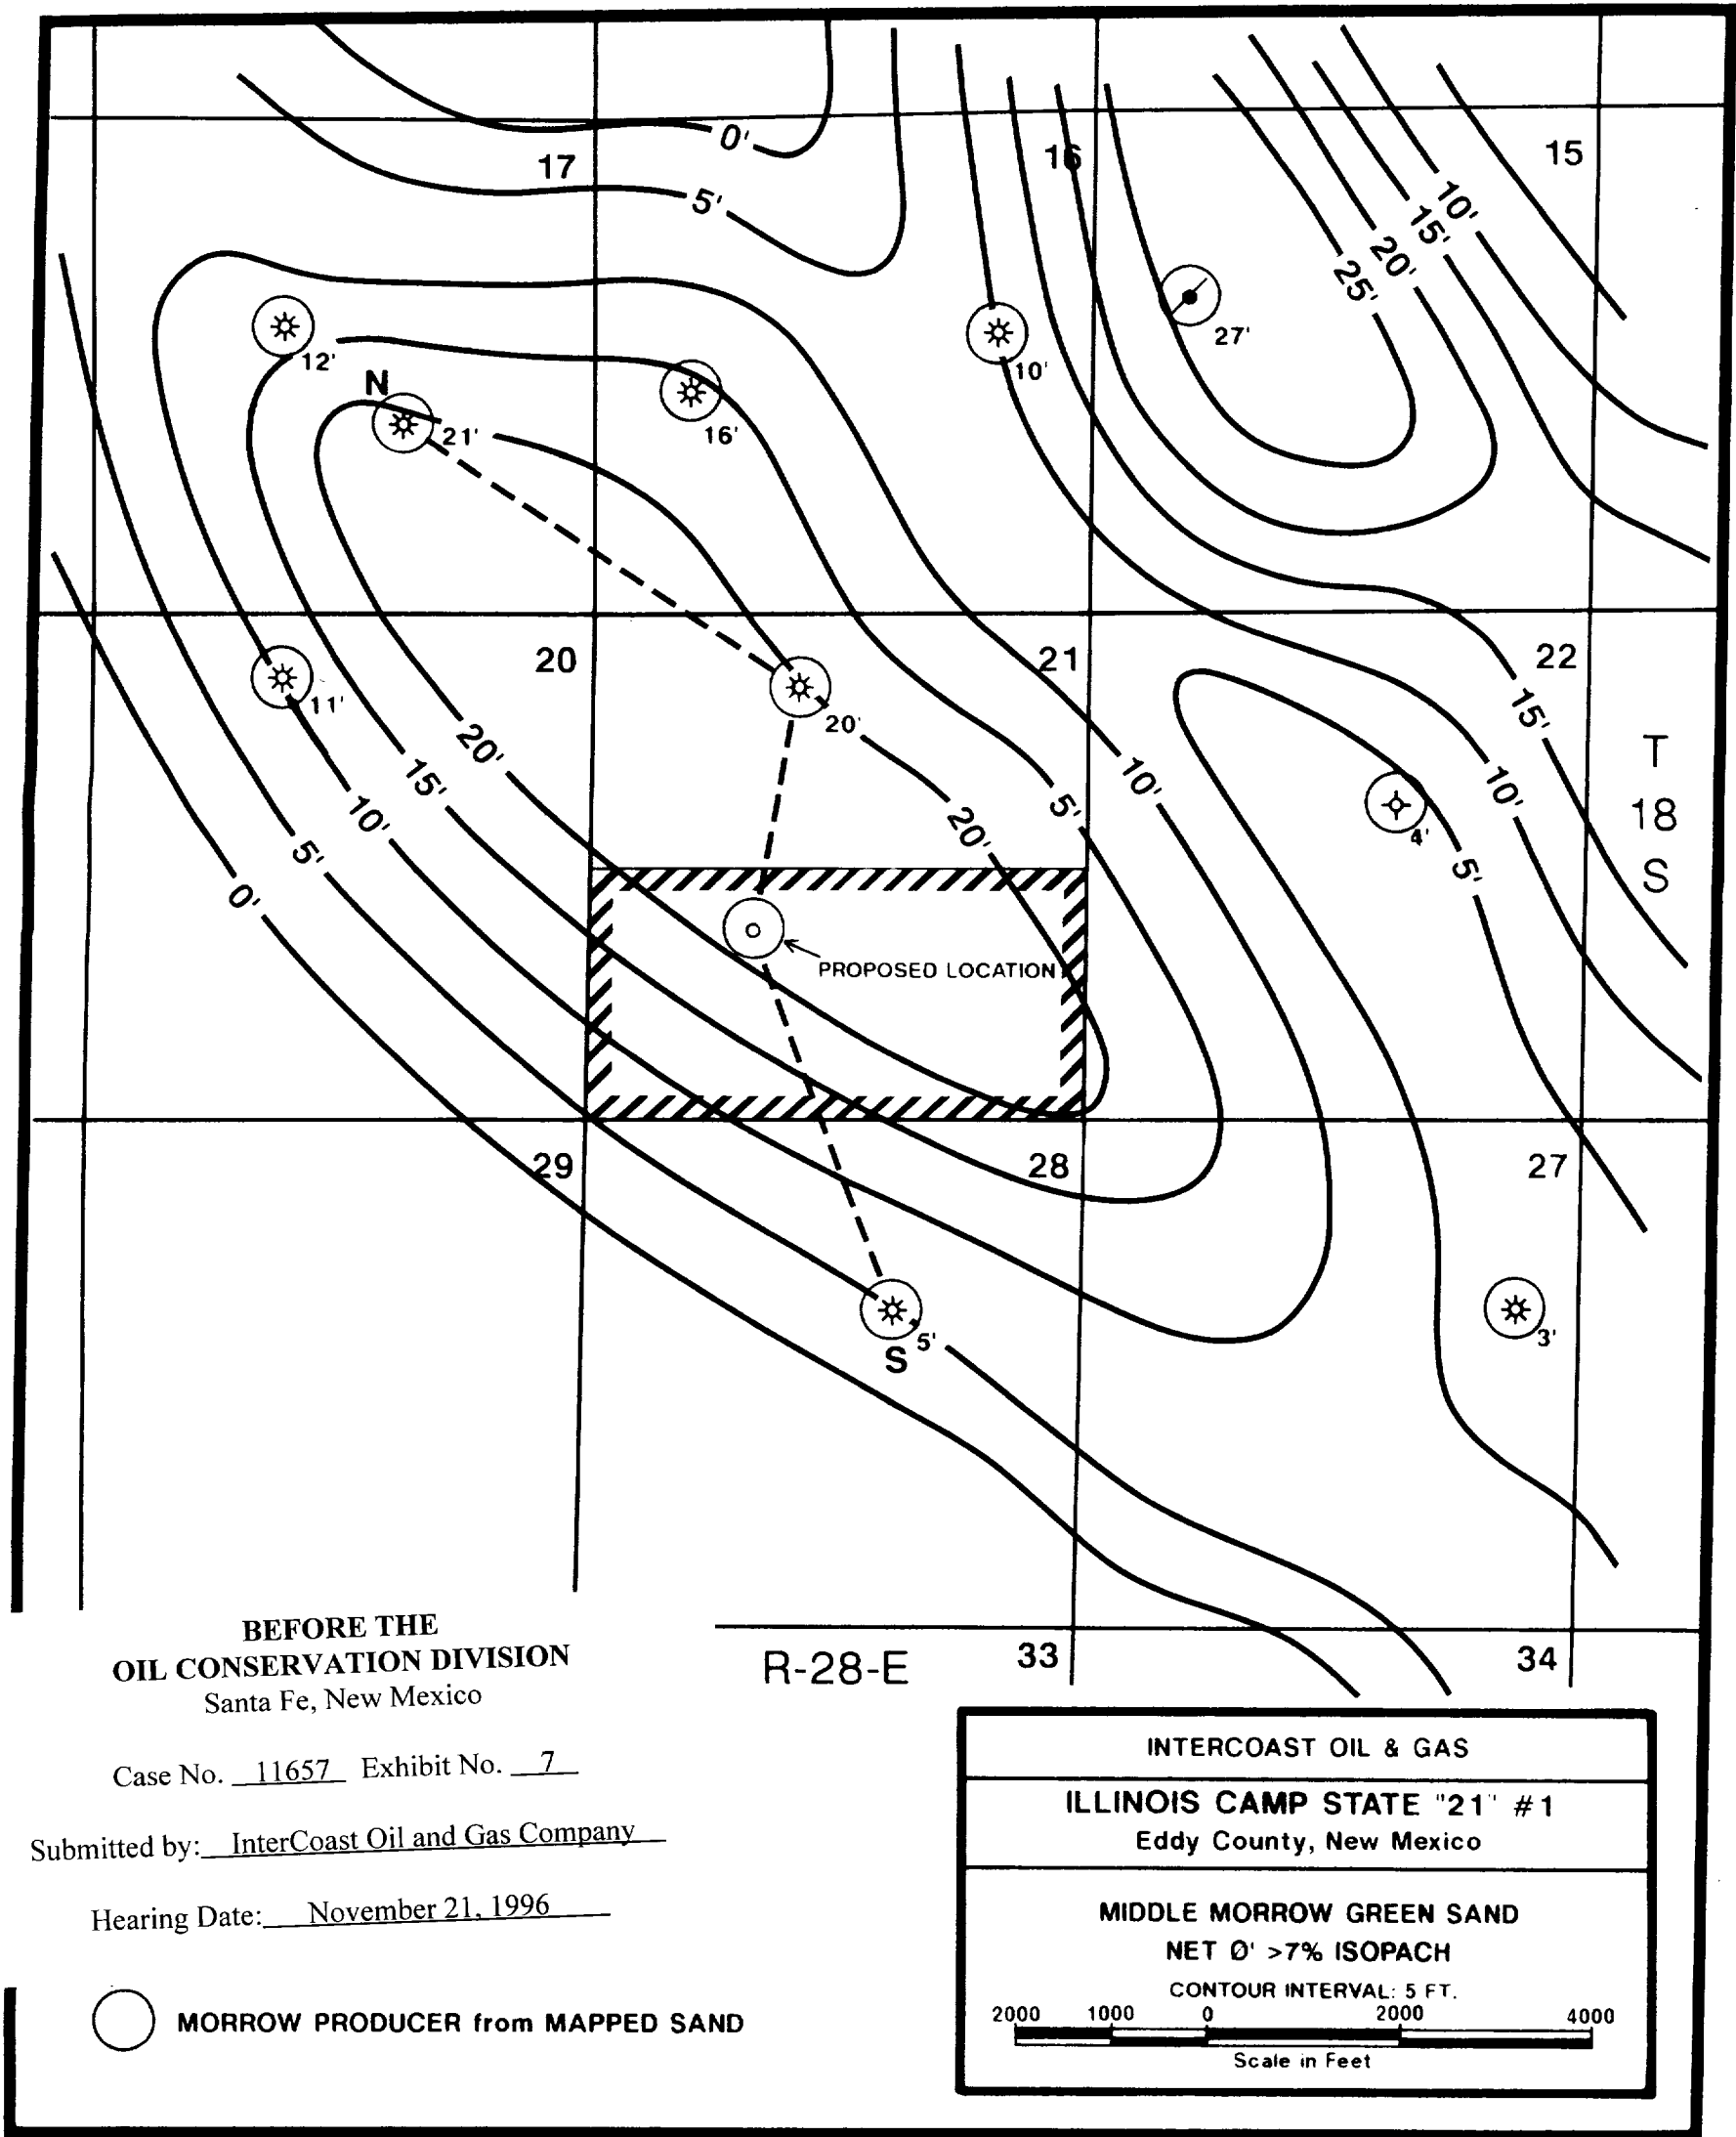 0'
17
16
15
5'
10'
15'
20'
25'
27'
12'
10'
N
21'
16'
20
21
22
11'
20'
15'
T
18
S
20'
15'
10'
5'
0'
10'
5'
20'
10'
4'
5'
PROPOSED LOCATION
29
28
27
5'
S
3'
BEFORE THE
OIL CONSERVATION DIVISION
Santa Fe, New Mexico
R-28-E
33
34
Case No. 11657 Exhibit No. 7
Submitted by: InterCoast Oil and Gas Company
Hearing Date: November 21, 1996
MORROW PRODUCER from MAPPED SAND
INTERCOAST OIL & GAS
ILLINOIS CAMP STATE "21" #1
Eddy County, New Mexico
MIDDLE MORROW GREEN SAND
NET Ø' >7% ISOPACH
CONTOUR INTERVAL: 5 FT.
2000 1000 0 2000 4000
Scale in Feet